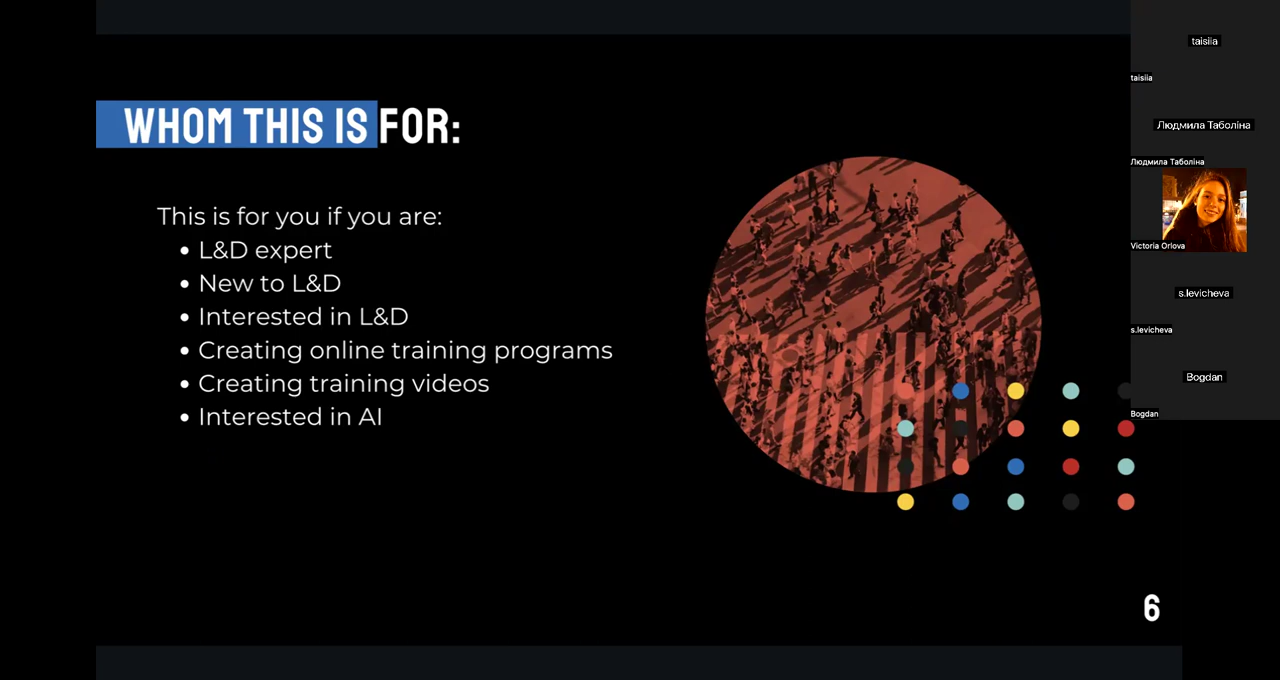 WHOM THIS IS FOR:
This is for you if you are:
• L&D expert
• New to L&D
• Interested in L&D
• Creating online training programs
• Creating training videos
• Interested in AI
6
taisiia
taisiia
Людмила Таболіна
Людмила Таболіна
Victoria Orlova
s.levicheva
s.levicheva
Bogdan
Bogdan